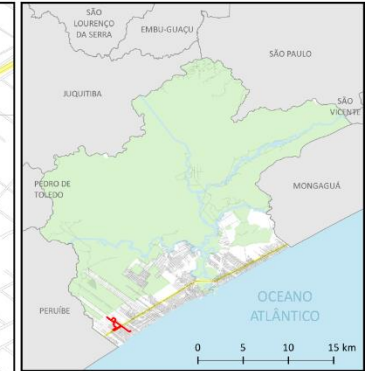 SÃO
LOURENÇO
DA SERRA
EMBU-GUAÇU
SÃO PAULO
JUQUITIBA
SÃO
VICENTE
PEDRO DE
TOLEDO
MONGAGUÁ
PERUÍBE
OCEANO
ATLÂNTICO
0 5 10 15 km